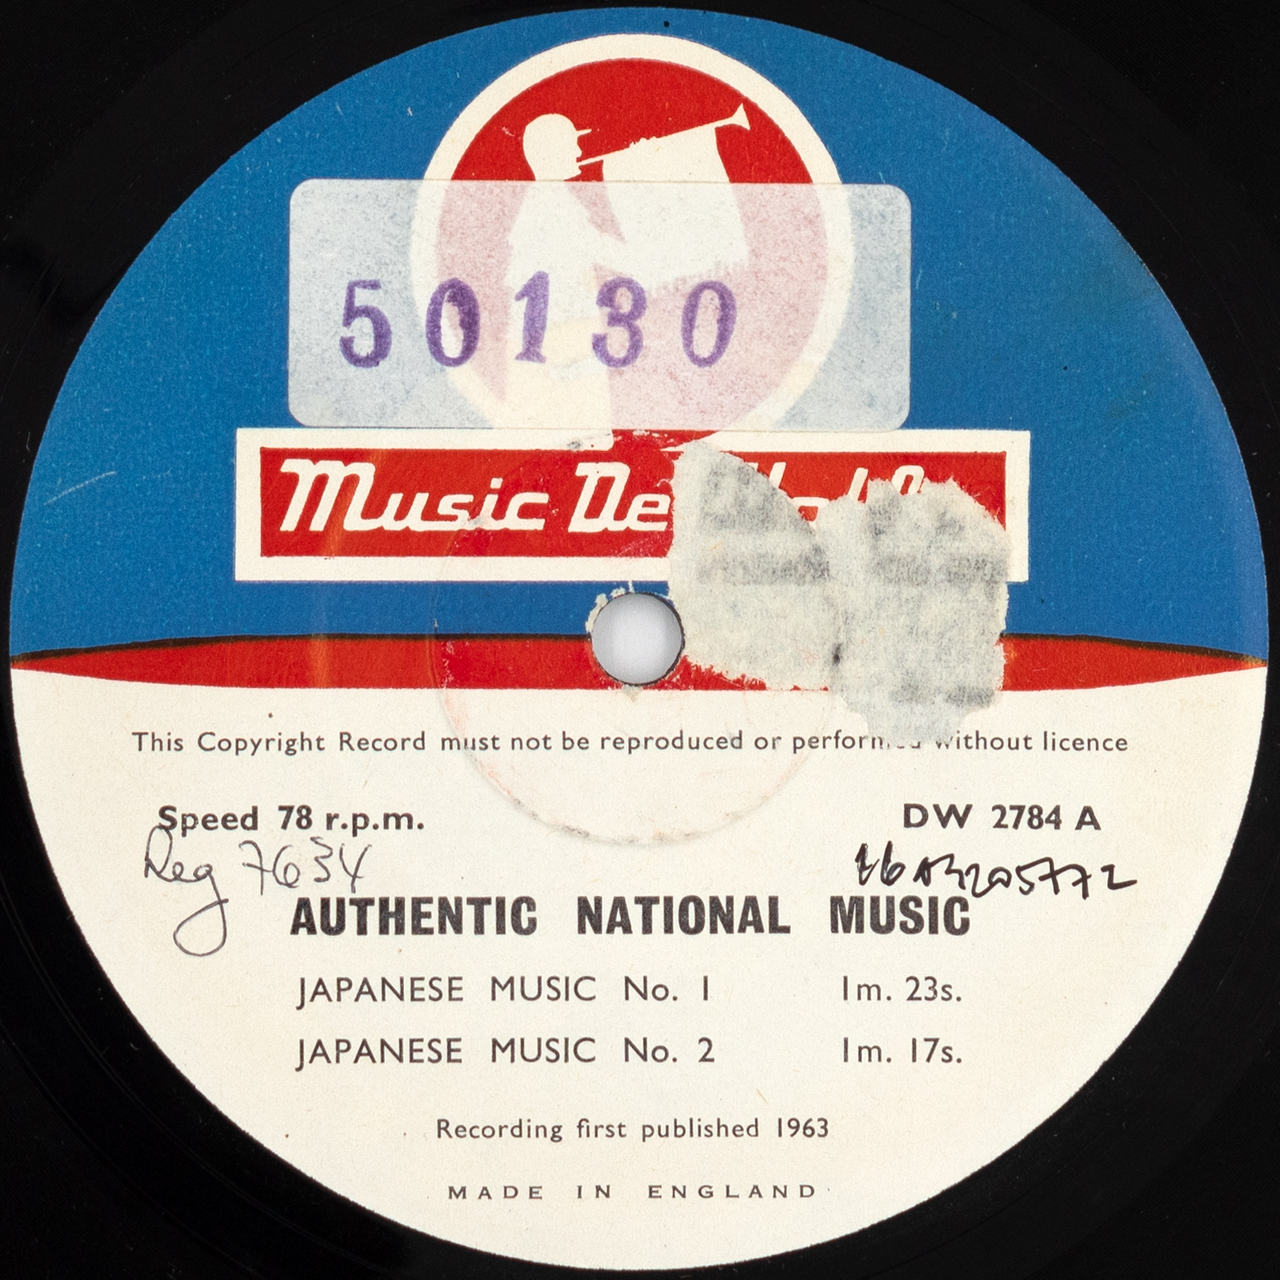 50130
Music De
This Copyright Record must not be reproduced or performed without licence
Speed 78 r.p.m.
DW 2784 A
Reg 7634
AUTHENTIC NATIONAL MUSIC
JAPANESE MUSIC No. 1 1m. 23s.
JAPANESE MUSIC No. 2 1m. 17s.
Recording first published 1963
MADE IN ENGLAND